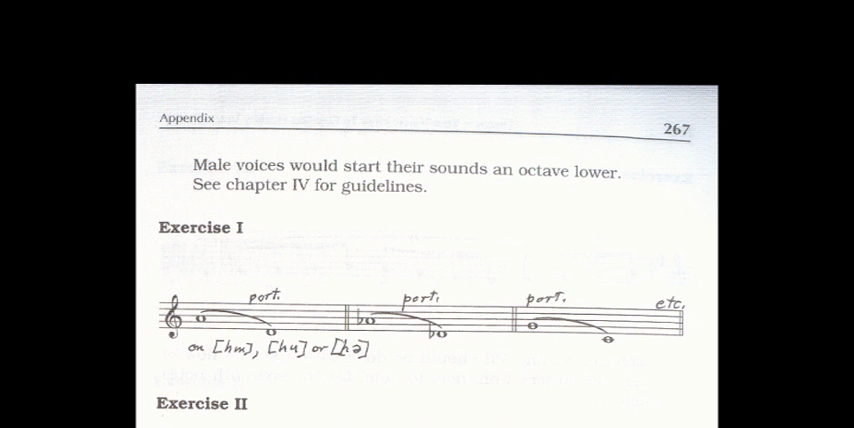 Appendix
267
Male voices would start their sounds an octave lower.
See chapter IV for guidelines.
Exercise I
port. port. port. etc.
on [hm], [hu] or [hə]
Exercise II